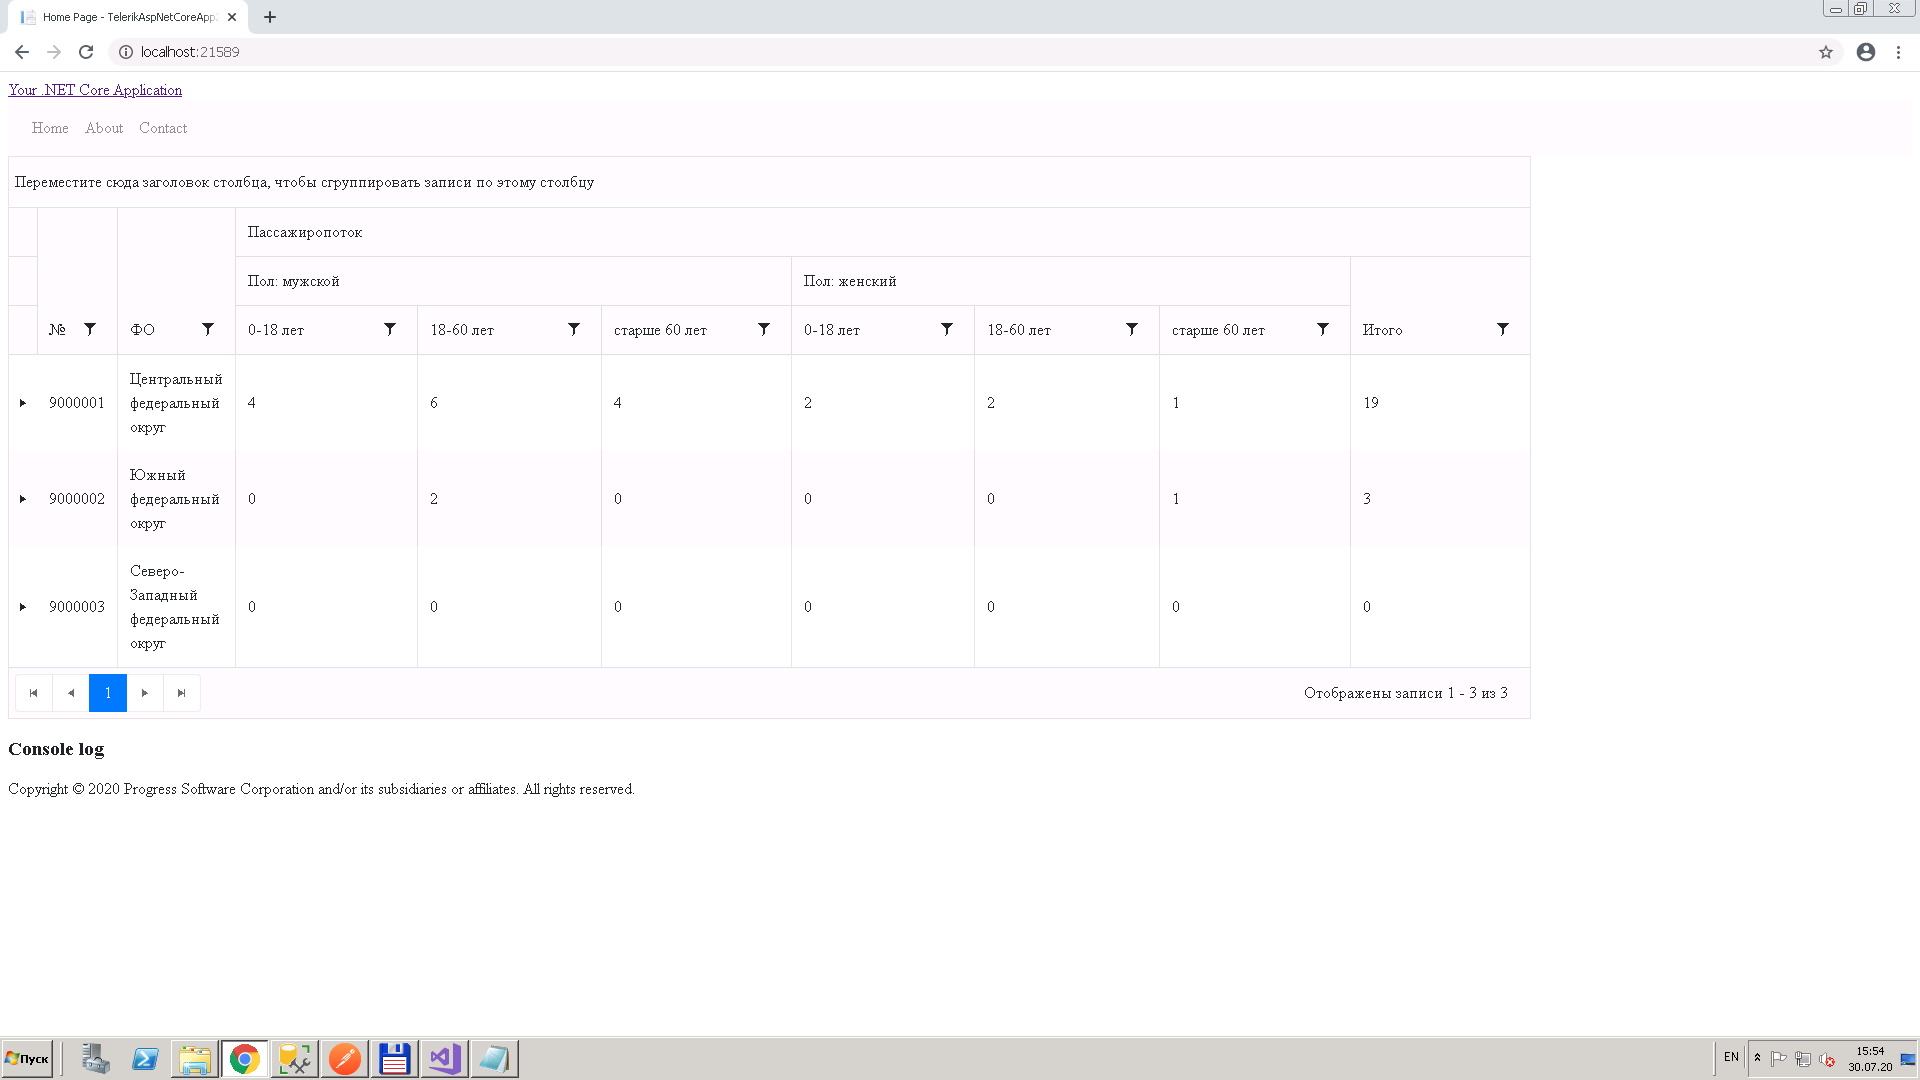 Home Page - TelerikAspNetCoreApp
localhost:21589
Your .NET Core Application
Home About Contact
Переместите сюда заголовок столбца, чтобы сгруппировать записи по этому столбцу
Пассажиропоток
Пол: мужской Пол: женский
№ ФО 0-18 лет 18-60 лет старше 60 лет 0-18 лет 18-60 лет старше 60 лет Итого
9000001 Центральный федеральный округ 4 6 4 2 2 1 19
9000002 Южный федеральный округ 0 2 0 0 0 1 3
9000003 Северо-Западный федеральный округ 0 0 0 0 0 0 0
1
Отображены записи 1 - 3 из 3
Console log
Copyright © 2020 Progress Software Corporation and/or its subsidiaries or affiliates. All rights reserved.
Пуск
EN
15:54
30.07.20